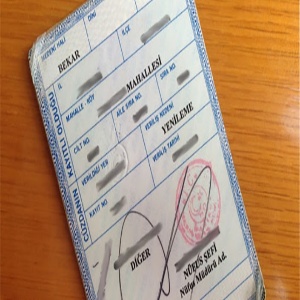 CÜZDANIN KAYITLI OLDUĞU
MEDENİ HALİ
DİNİ
BEKAR
İL
İLÇE
MAHALLE - KÖY
MAHALLESİ
CİLT NO.
AİLE SIRA NO.
SIRA NO.
VERİLDİĞİ YER
VERİLİŞ NEDENİ
YENİLEME
KAYIT NO.
VERİLİŞ TARİHİ
DİĞER
NÜFUS ŞEFİ
Nüfus Müdürü Ad.